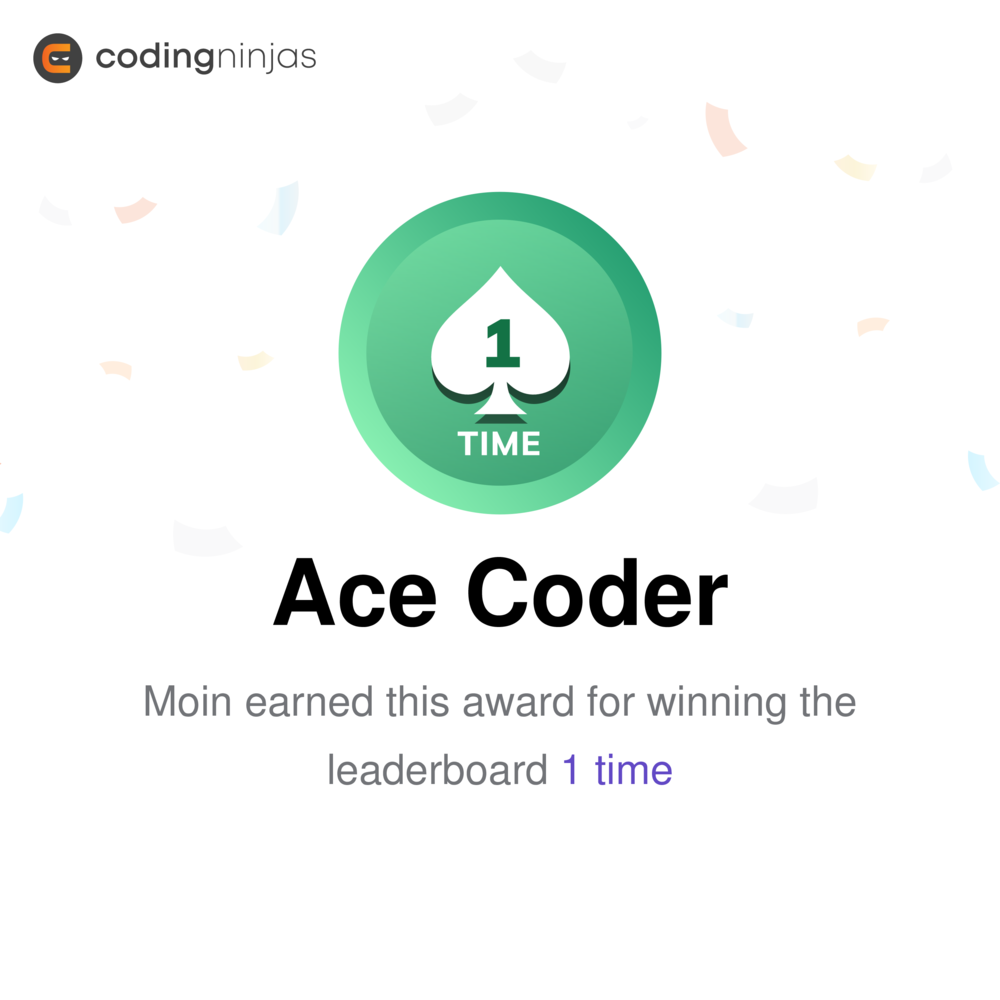 codingninjas
1
TIME
Ace Coder
Moin earned this award for winning the
leaderboard 1 time